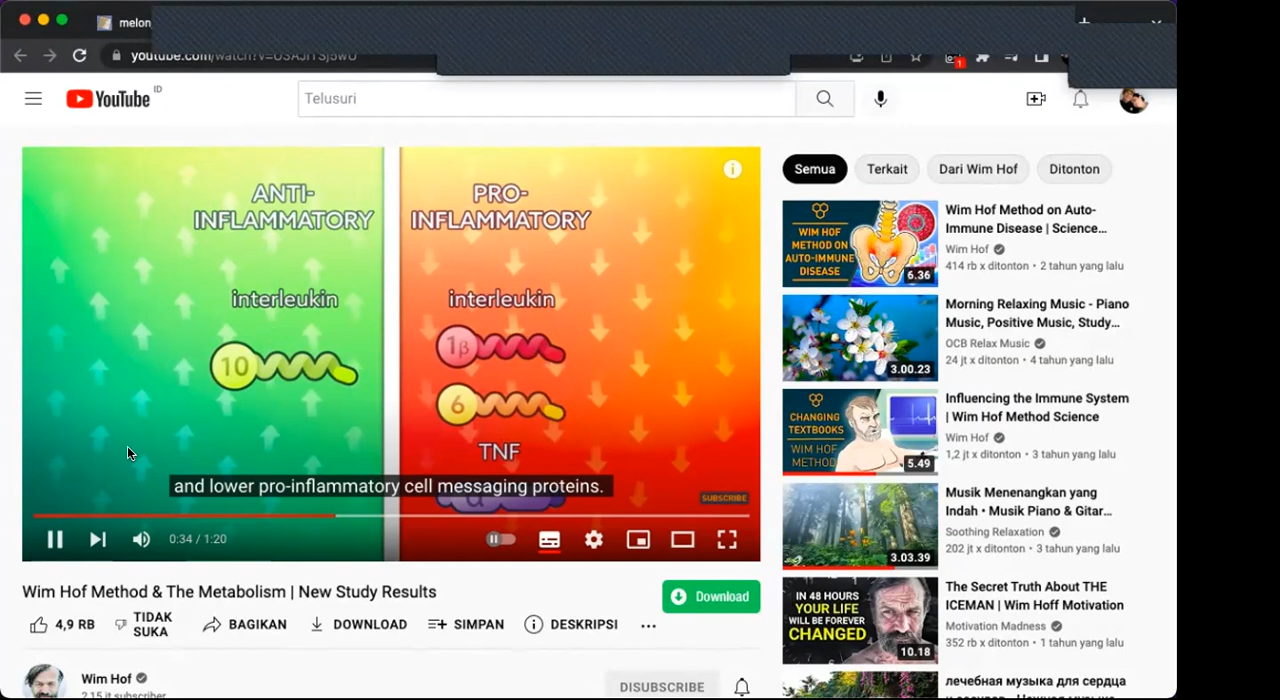 melon
youtube.com/watch?v=
1
YouTube ID
Telusuri
ANTI-
INFLAMMATORY
interleukin
10
PRO-
INFLAMMATORY
interleukin
1β
6
TNF
α
and lower pro-inflammatory cell messaging proteins.
SUBSCRIBE
0:34 / 1:20
Wim Hof Method & The Metabolism | New Study Results
Download
4,9 RB
TIDAK
SUKA
BAGIKAN
DOWNLOAD
SIMPAN
DESKRIPSI
Wim Hof
2,15 jt subscriber
DISUBSCRIBE
Semua
Terkait
Dari Wim Hof
Ditonton
WIM HOF
METHOD ON
AUTO-IMMUNE
DISEASE
6.36
Wim Hof Method on Auto-
Immune Disease | Science...
Wim Hof
414 rb x ditonton • 2 tahun yang lalu
3.00.23
Morning Relaxing Music - Piano
Music, Positive Music, Study...
OCB Relax Music
24 jt x ditonton • 4 tahun yang lalu
CHANGING
TEXTBOOKS
WIM HOF
METHOD
5.49
Influencing the Immune System
| Wim Hof Method Science
Wim Hof
1,2 jt x ditonton • 3 tahun yang lalu
3.03.39
Musik Menenangkan yang
Indah • Musik Piano & Gitar...
Soothing Relaxation
202 jt x ditonton • 3 tahun yang lalu
IN 48 HOURS
YOUR LIFE
WILL BE FOREVER
CHANGED
10.18
The Secret Truth About THE
ICEMAN | Wim Hoff Motivation
Motivation Madness
352 rb x ditonton • 1 tahun yang lalu
лечебная музыка для сердца